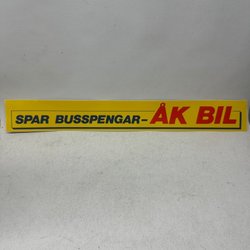 SPAR BUSSPENGAR – ÅK BIL